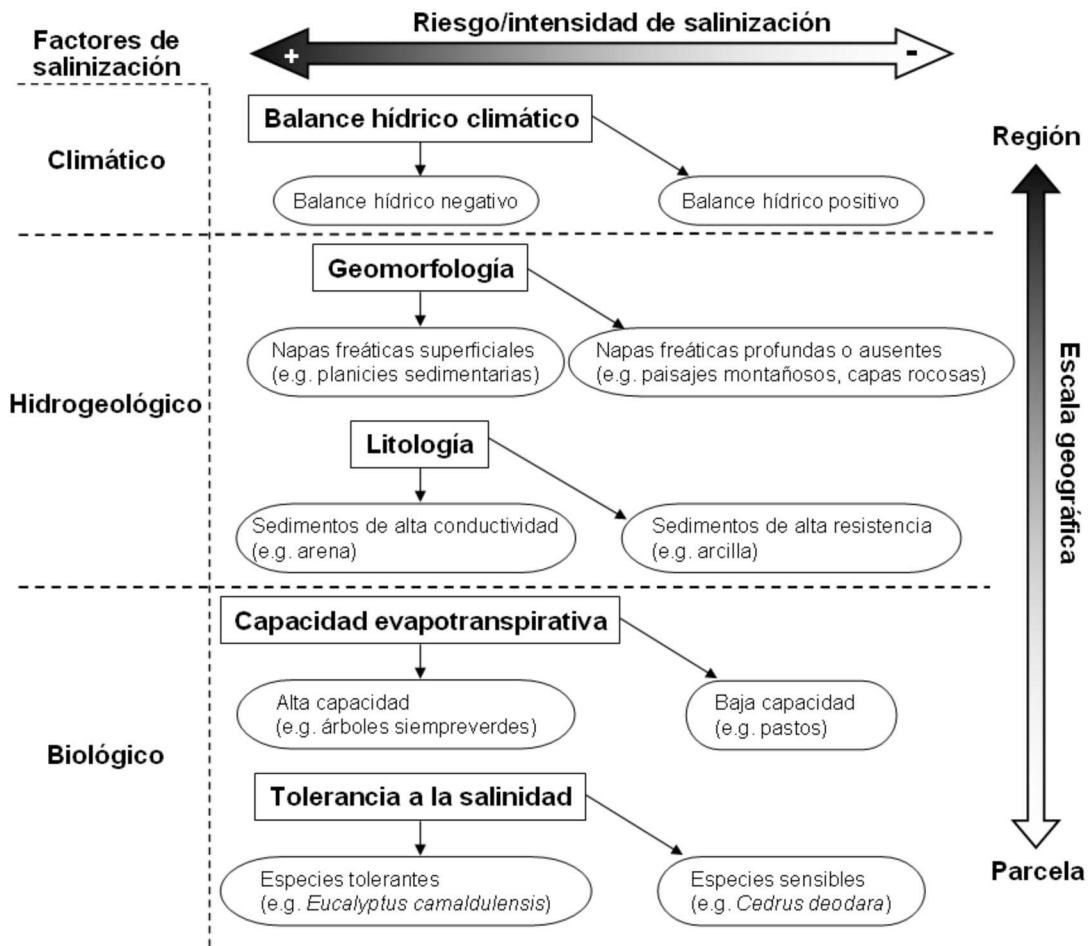 Factores de
salinización
Riesgo/intensidad de salinización
+
-
Climático
Balance hídrico climático
Balance hídrico negativo
Balance hídrico positivo
Región
Hidrogeológico
Geomorfología
Napas freáticas superficiales
(e.g. planicies sedimentarias)
Napas freáticas profundas o ausentes
(e.g. paisajes montañosos, capas rocosas)
Litología
Sedimentos de alta conductividad
(e.g. arena)
Sedimentos de alta resistencia
(e.g. arcilla)
Escala geográfica
Biológico
Capacidad evapotranspirativa
Alta capacidad
(e.g. árboles siempreverdes)
Baja capacidad
(e.g. pastos)
Tolerancia a la salinidad
Especies tolerantes
(e.g. Eucalyptus camaldulensis)
Especies sensibles
(e.g. Cedrus deodara)
Parcela